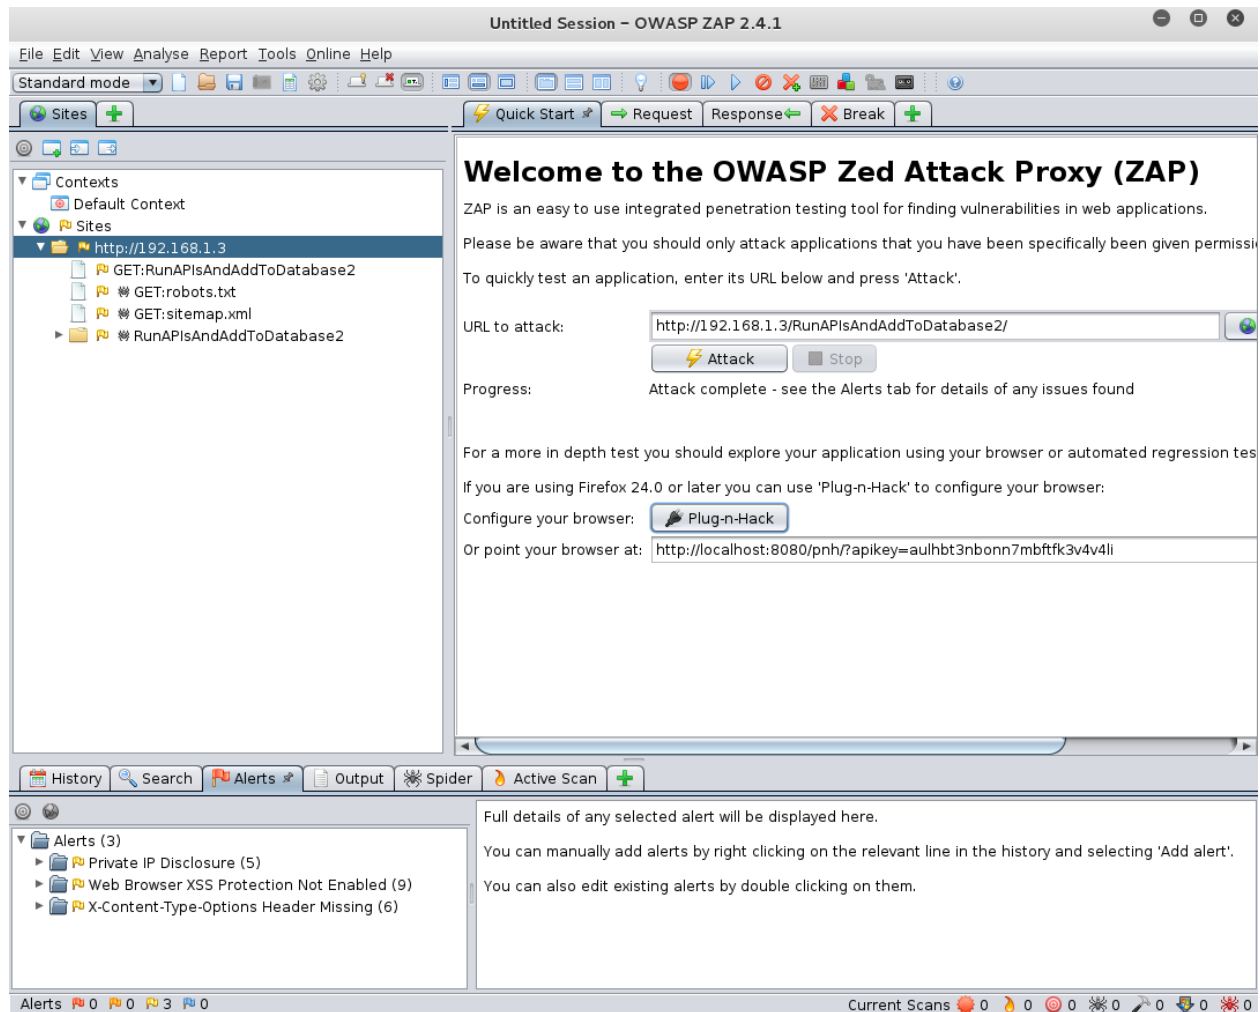 Untitled Session – OWASP ZAP 2.4.1
File Edit View Analyse Report Tools Online Help
Standard mode
Sites
Quick Start Request Response Break
Contexts
Default Context
Sites
http://192.168.1.3
GET:RunAPIsAndAddToDatabase2
GET:robots.txt
GET:sitemap.xml
RunAPIsAndAddToDatabase2
Welcome to the OWASP Zed Attack Proxy (ZAP)
ZAP is an easy to use integrated penetration testing tool for finding vulnerabilities in web applications.
Please be aware that you should only attack applications that you have been specifically been given permissi
To quickly test an application, enter its URL below and press 'Attack'.
URL to attack: http://192.168.1.3/RunAPIsAndAddToDatabase2/
Attack Stop
Progress: Attack complete - see the Alerts tab for details of any issues found
For a more in depth test you should explore your application using your browser or automated regression tes
If you are using Firefox 24.0 or later you can use 'Plug-n-Hack' to configure your browser:
Configure your browser: Plug-n-Hack
Or point your browser at: http://localhost:8080/pnh/?apikey=aulhbt3nbonn7mbftfk3v4v4li
History Search Alerts Output Spider Active Scan
Alerts (3)
Private IP Disclosure (5)
Web Browser XSS Protection Not Enabled (9)
X-Content-Type-Options Header Missing (6)
Full details of any selected alert will be displayed here.
You can manually add alerts by right clicking on the relevant line in the history and selecting 'Add alert'.
You can also edit existing alerts by double clicking on them.
Alerts 0 0 3 0 Current Scans 0 0 0 0 0 0 0